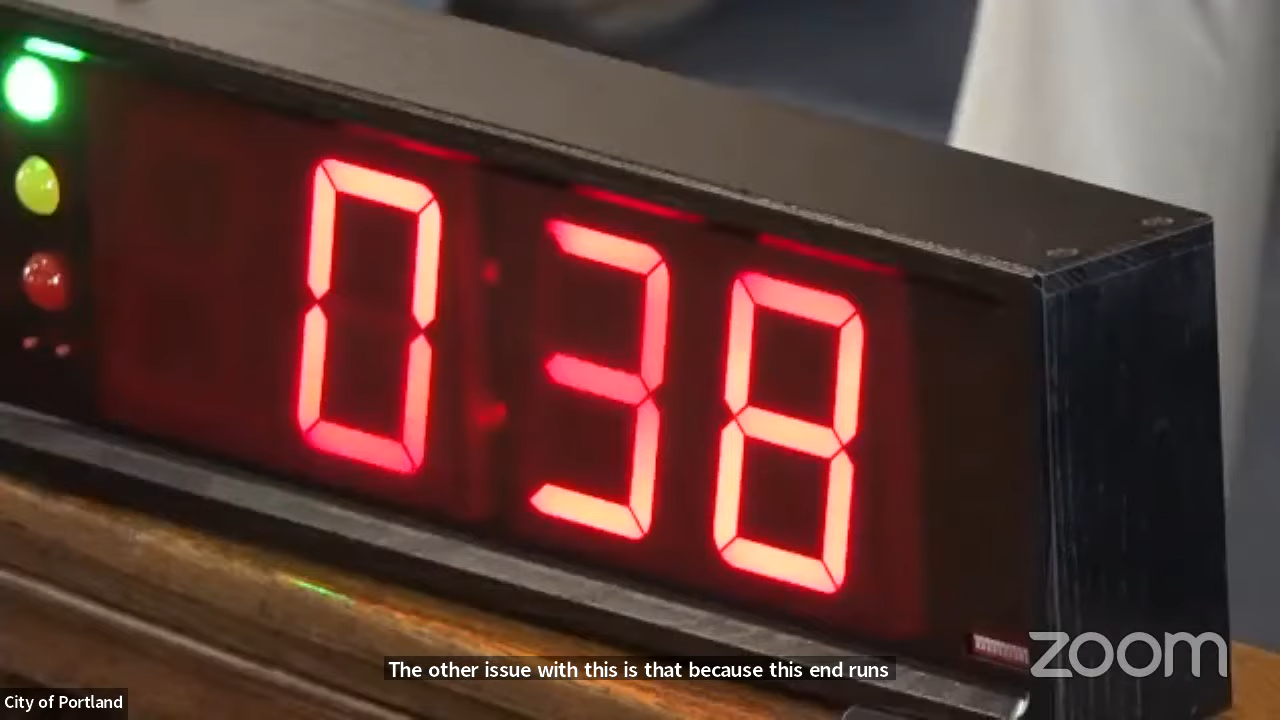 0:38
The other issue with this is that because this end runs
zoom
City of Portland